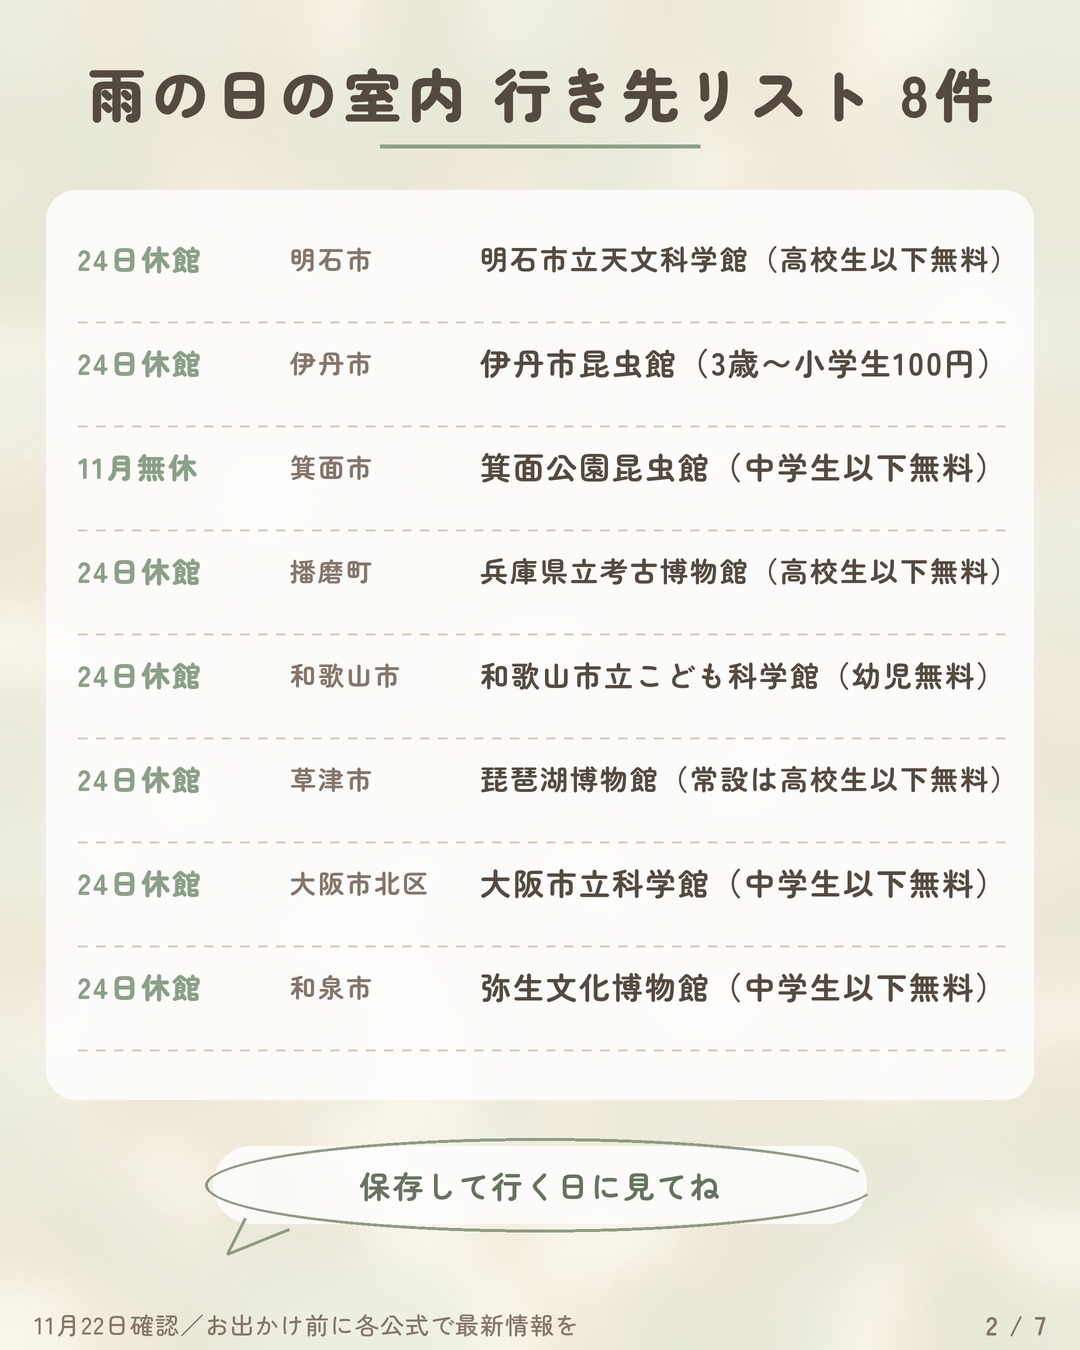 雨の日の室内 行き先リスト 8件
24日休館 明石市 明石市立天文科学館（高校生以下無料）
24日休館 伊丹市 伊丹市昆虫館（3歳〜小学生100円）
11月無休 箕面市 箕面公園昆虫館（中学生以下無料）
24日休館 播磨町 兵庫県立考古博物館（高校生以下無料）
24日休館 和歌山市 和歌山市立こども科学館（幼児無料）
24日休館 草津市 琵琶湖博物館（常設は高校生以下無料）
24日休館 大阪市北区 大阪市立科学館（中学生以下無料）
24日休館 和泉市 弥生文化博物館（中学生以下無料）
保存して行く日に見てね
11月22日確認／お出かけ前に各公式で最新情報を
2 / 7